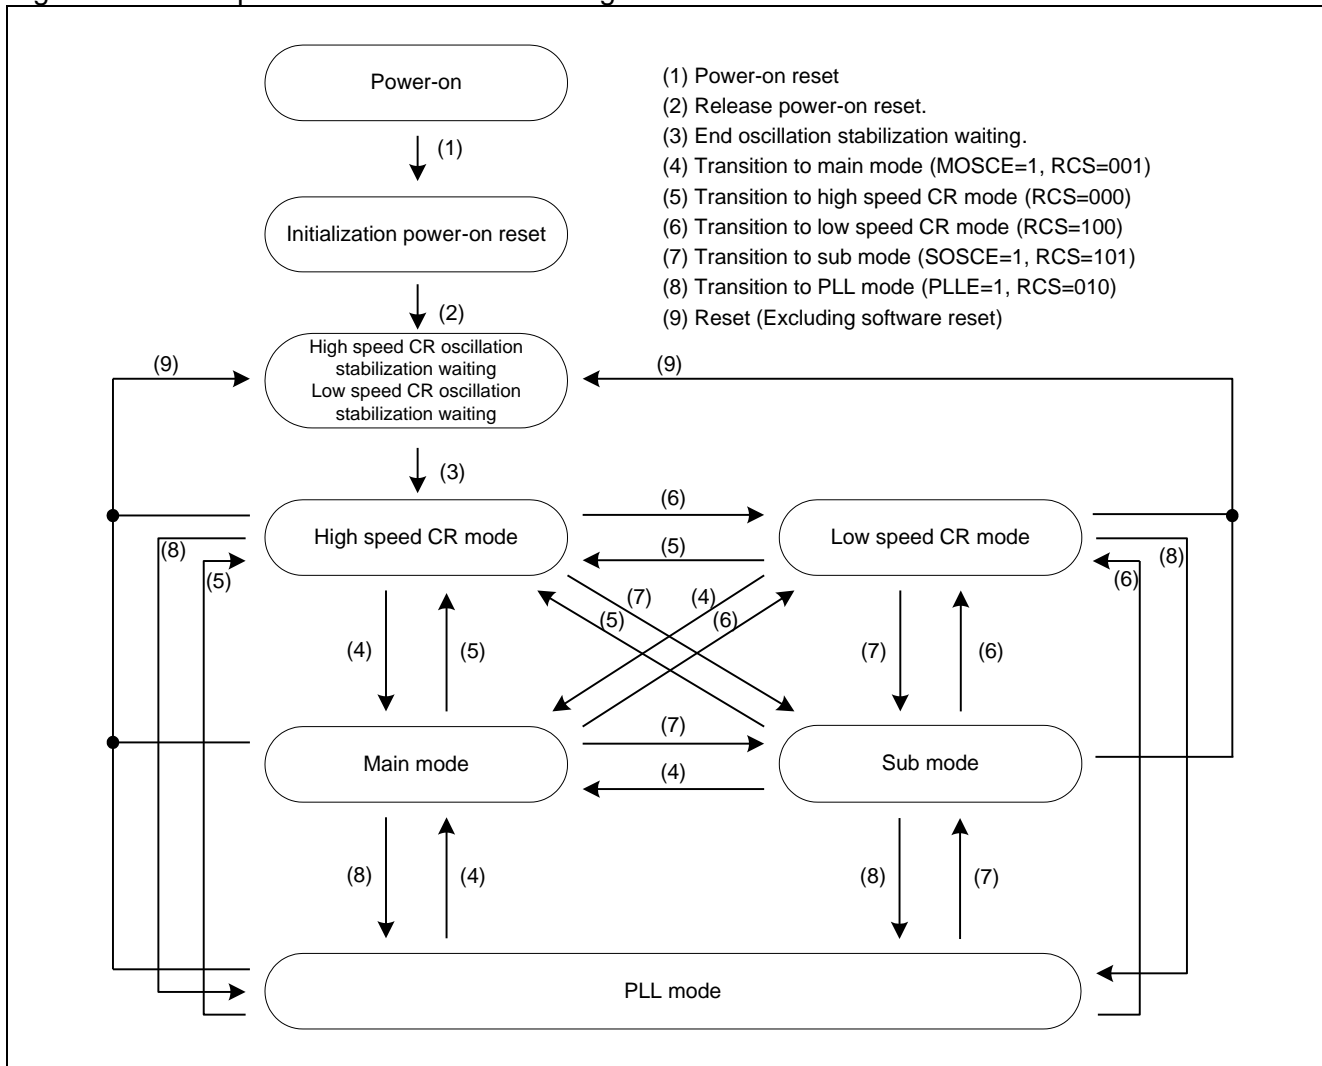 Power-on
(1) Power-on reset
(2) Release power-on reset.
(3) End oscillation stabilization waiting.
(4) Transition to main mode (MOSCE=1, RCS=001)
(5) Transition to high speed CR mode (RCS=000)
(6) Transition to low speed CR mode (RCS=100)
(7) Transition to sub mode (SOSCE=1, RCS=101)
(8) Transition to PLL mode (PLLE=1, RCS=010)
(9) Reset (Excluding software reset)
(1)
Initialization power-on reset
(2)
High speed CR oscillation
stabilization waiting
Low speed CR oscillation
stabilization waiting
(9)
(9)
(3)
High speed CR mode
(6)
(5)
Low speed CR mode
(8)
(5)
(8)
(6)
(7)
(5)
(4)
(6)
(4)
(5)
(7)
(6)
Main mode
(7)
(4)
Sub mode
(8)
(4)
(8)
(7)
PLL mode